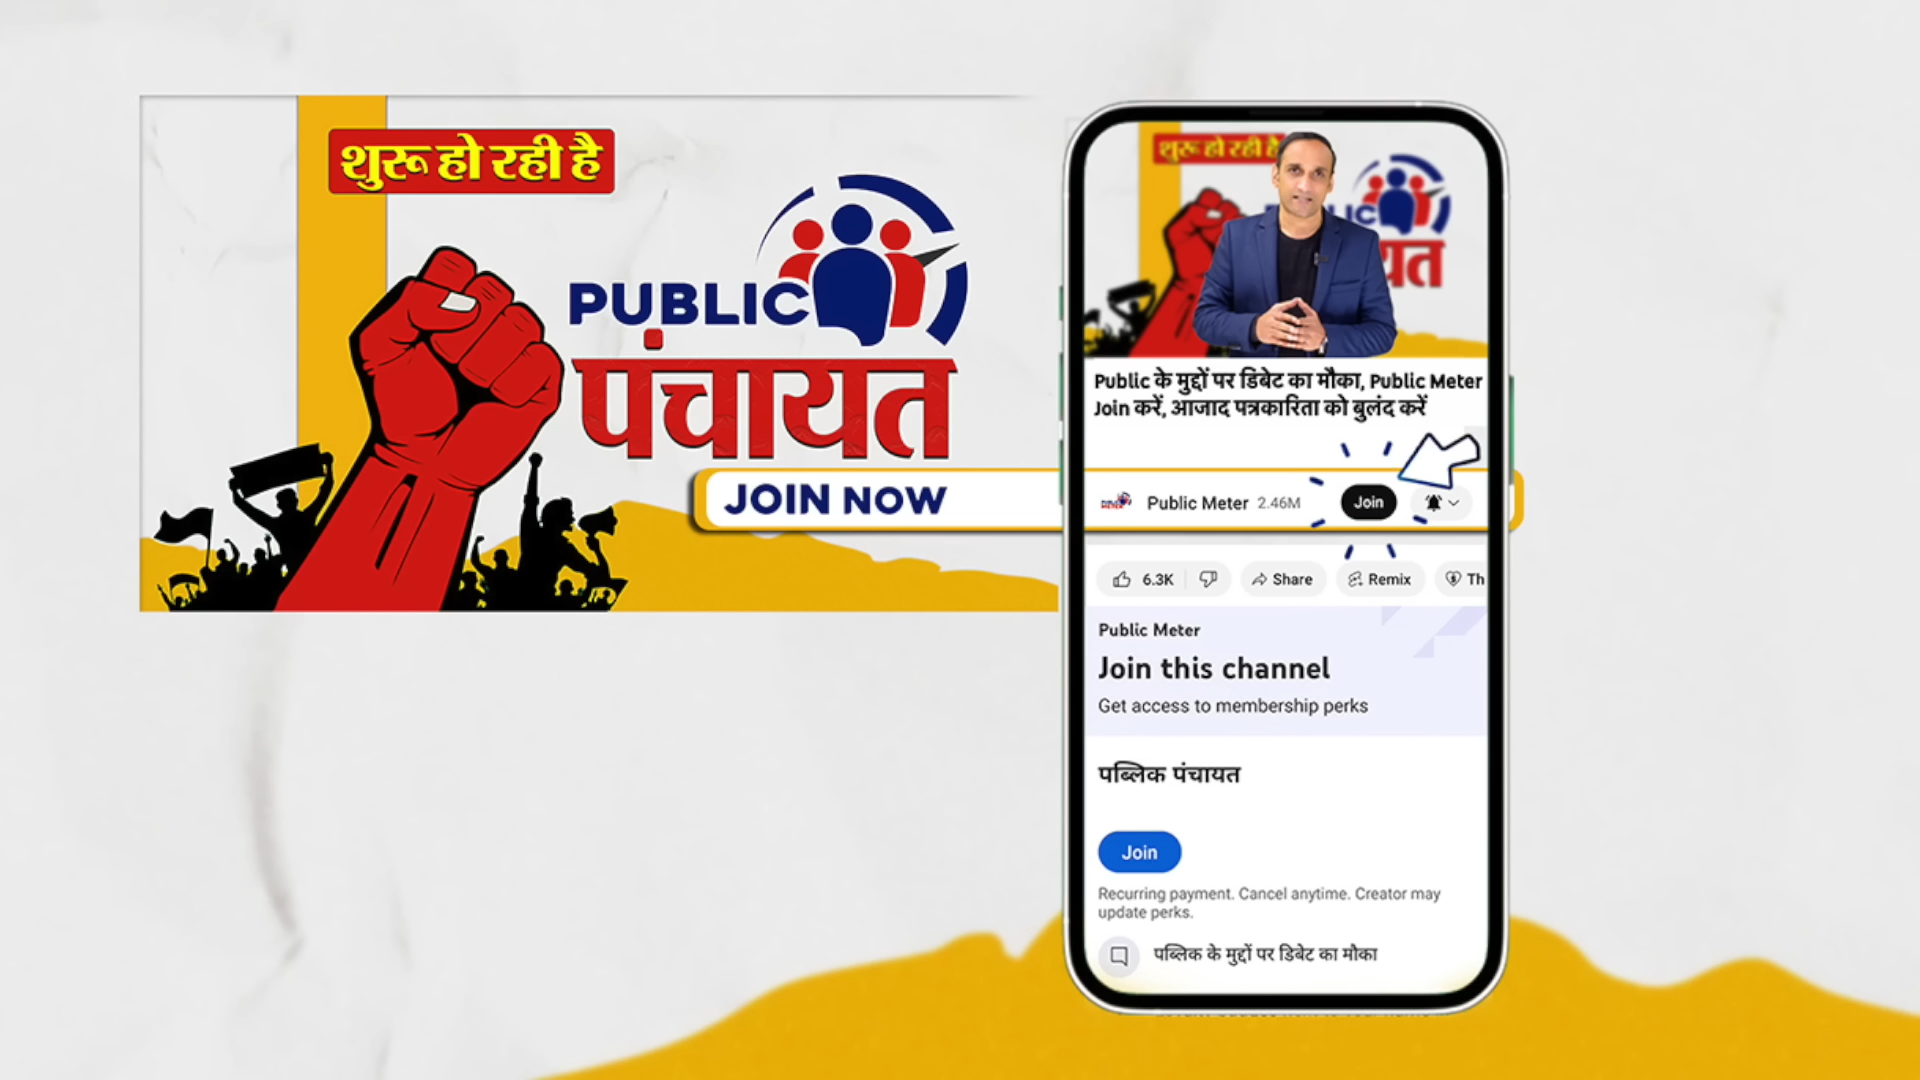 शुरू हो रही है
PUBLIC
पंचायत
JOIN NOW
शुरू हो रही है
Public के मुद्दों पर डिबेट का मौका, Public Meter
Join करें, आजाद पत्रकारिता को बुलंद करें
Public Meter 2.46M
Join
6.3K
Share
Remix
Th
Public Meter
Join this channel
Get access to membership perks
पब्लिक पंचायत
Join
Recurring payment. Cancel anytime. Creator may
update perks.
पब्लिक के मुद्दों पर डिबेट का मौका